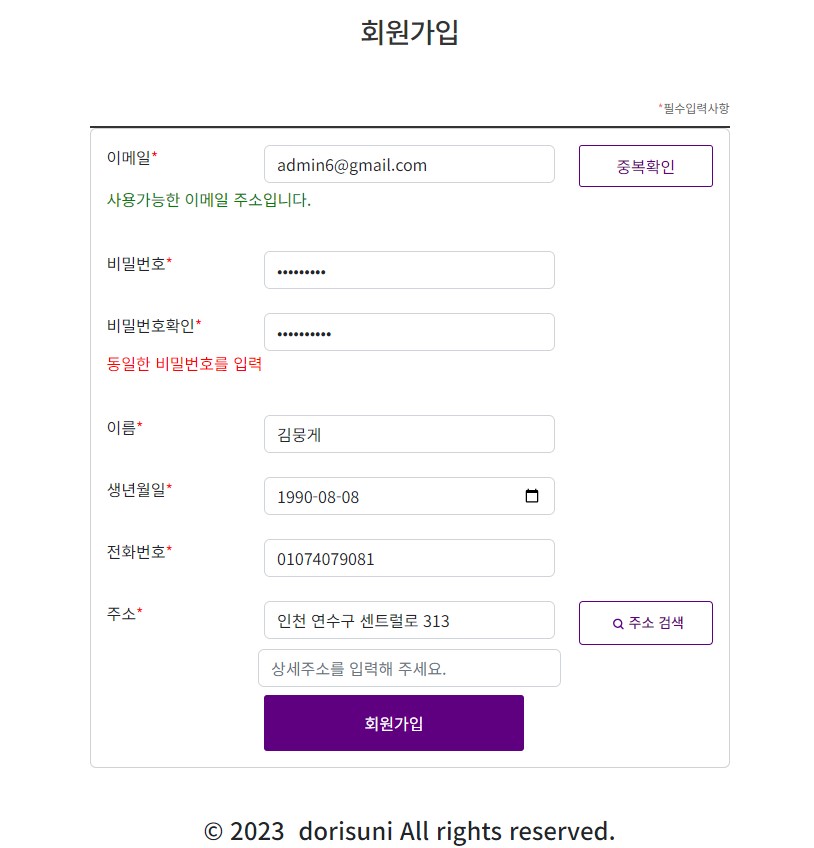 회원가입
*필수입력사항
이메일* admin6@gmail.com 중복확인
사용가능한 이메일 주소입니다.
비밀번호* •••••••••
비밀번호확인* ••••••••••
동일한 비밀번호를 입력
이름* 김뭉게
생년월일* 1990-08-08
전화번호* 01074079081
주소* 인천 연수구 센트럴로 313 주소 검색
상세주소를 입력해 주세요.
회원가입
© 2023 dorisuni All rights reserved.